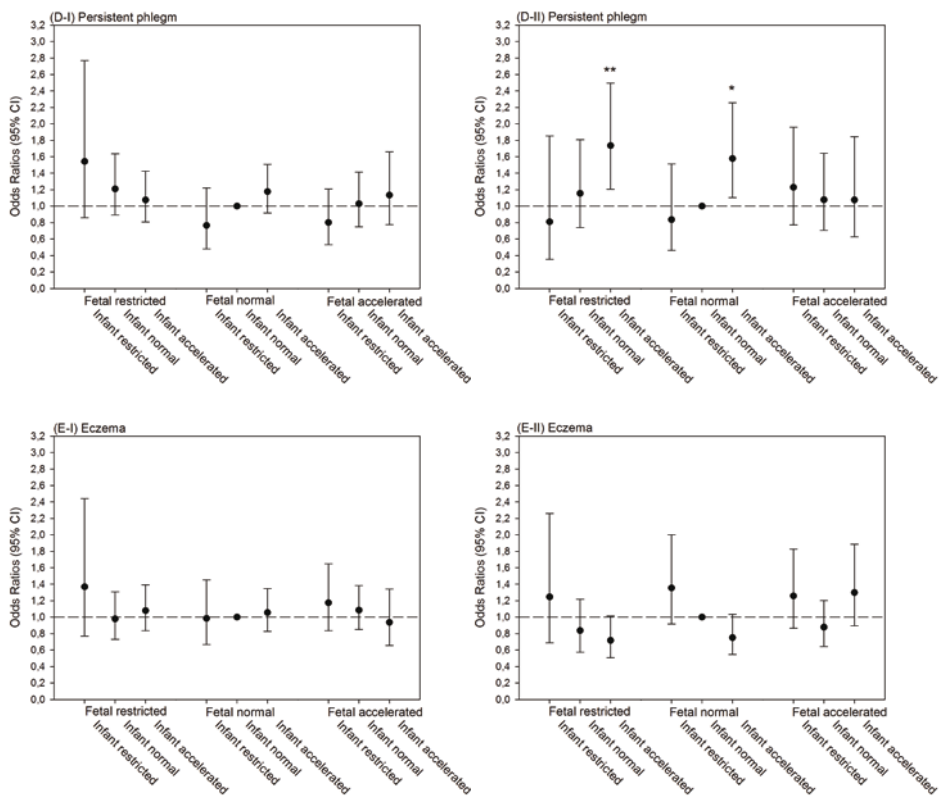 (D-I) Persistent phlegm
Odds Ratios (95% CI)
3,2
3,0
2,8
2,6
2,4
2,2
2,0
1,8
1,6
1,4
1,2
1,0
0,8
0,6
0,4
0,2
0,0
Fetal restricted
Fetal normal
Fetal accelerated
Infant restricted
Infant normal
Infant accelerated
Infant restricted
Infant normal
Infant accelerated
Infant restricted
Infant normal
Infant accelerated
(D-II) Persistent phlegm
Odds Ratios (95% CI)
3,2
3,0
2,8
2,6
2,4
2,2
2,0
1,8
1,6
1,4
1,2
1,0
0,8
0,6
0,4
0,2
0,0
**
*
Fetal restricted
Fetal normal
Fetal accelerated
Infant restricted
Infant normal
Infant accelerated
Infant restricted
Infant normal
Infant accelerated
Infant restricted
Infant normal
Infant accelerated
(E-I) Eczema
Odds Ratios (95% CI)
3,2
3,0
2,8
2,6
2,4
2,2
2,0
1,8
1,6
1,4
1,2
1,0
0,8
0,6
0,4
0,2
0,0
Fetal restricted
Fetal normal
Fetal accelerated
Infant restricted
Infant normal
Infant accelerated
Infant restricted
Infant normal
Infant accelerated
Infant restricted
Infant normal
Infant accelerated
(E-II) Eczema
Odds Ratios (95% CI)
3,2
3,0
2,8
2,6
2,4
2,2
2,0
1,8
1,6
1,4
1,2
1,0
0,8
0,6
0,4
0,2
0,0
Fetal restricted
Fetal normal
Fetal accelerated
Infant restricted
Infant normal
Infant accelerated
Infant restricted
Infant normal
Infant accelerated
Infant restricted
Infant normal
Infant accelerated